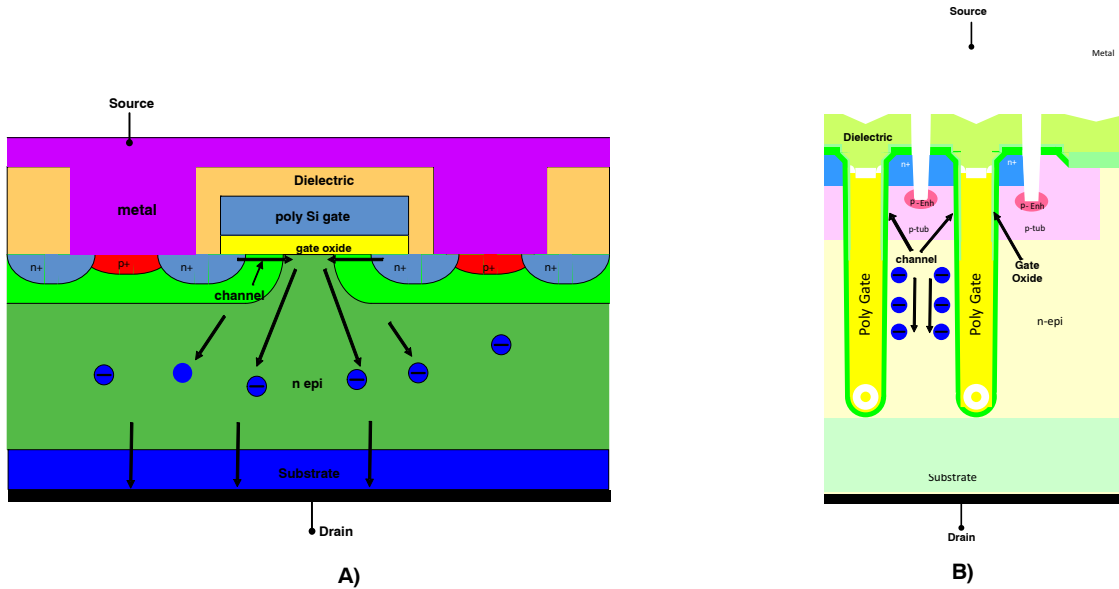 Source
Dielectric
metal
poly Si gate
gate oxide
n+
p+
n+
n+
p+
n+
channel
n epi
Substrate
Drain
A)
Source
Metal
Dielectric
n+
n+
p-Enh
p- Enh
p-tub
p-tub
channel
Gate
Oxide
Poly Gate
Poly Gate
n-epi
Substrate
Drain
B)